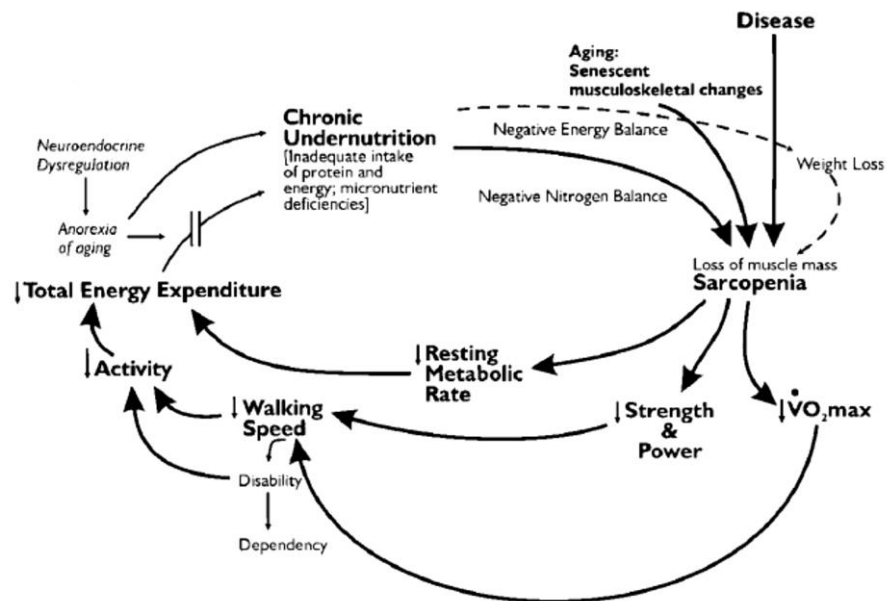 Disease
Aging:
Senescent
musculoskeletal changes
Chronic
Undernutrition
[Inadequate intake
of protein and
energy; micronutrient
deficiencies]
Neuroendocrine
Dysregulation
Negative Energy Balance
Weight Loss
Negative Nitrogen Balance
Anorexia
of aging
Loss of muscle mass
Sarcopenia
↓Total Energy Expenditure
↓Resting
Metabolic
Rate
↓Activity
↓Walking
Speed
↓Strength
&
Power
↓V̇O₂max
Disability
Dependency